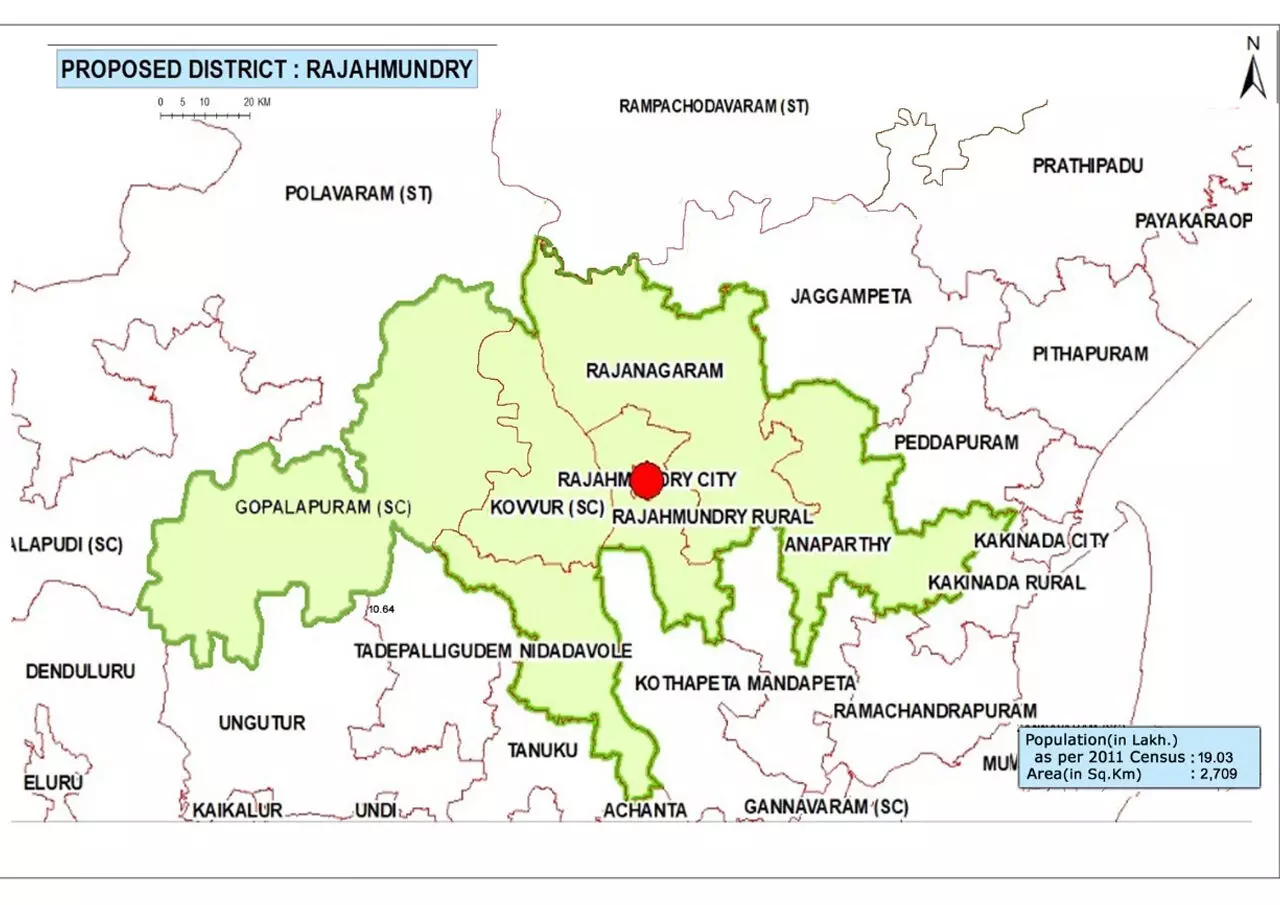 PROPOSED DISTRICT : RAJAHMUNDRY
N
0 5 10 20 KM
RAMPACHODAVARAM (ST)
PRATHIPADU
POLAVARAM (ST)
PAYAKARAOP
JAGGAMPETA
PITHAPURAM
RAJANAGARAM
PEDDAPURAM
RAJAHM DRY CITY
GOPALAPURAM (SC)
KOVVUR (SC)
RAJAHMUNDRY RURAL
ALAPUDI (SC)
ANAPARTHY
KAKINADA CITY
KAKINADA RURAL
10.64
TADEPALLIGUDEM NIDADAVOLE
DENDULURU
KOTHAPETA MANDAPETA
RAMACHANDRAPURAM
UNGUTUR
TANUKU
Population(in Lakh.)
as per 2011 Census : 19.03
Area(in Sq.Km) : 2,709
MUM
ELURU
KAIKALUR
UNDI
ACHANTA
GANNAVARAM (SC)